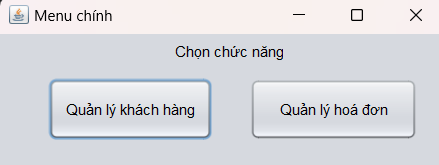 Menu chính
Chọn chức năng
Quản lý khách hàng
Quản lý hoá đơn